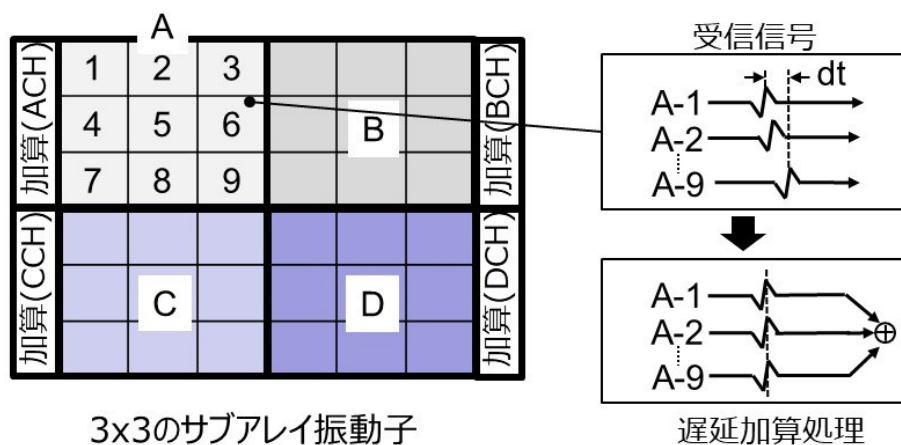 A
加算(ACH)
1 2 3
4 5 6
7 8 9
B
加算(BCH)
加算(CCH)
C
D
加算(DCH)
3x3のサブアレイ振動子
受信信号
dt
A-1
A-2
A-9
A-1
A-2
A-9
遅延加算処理